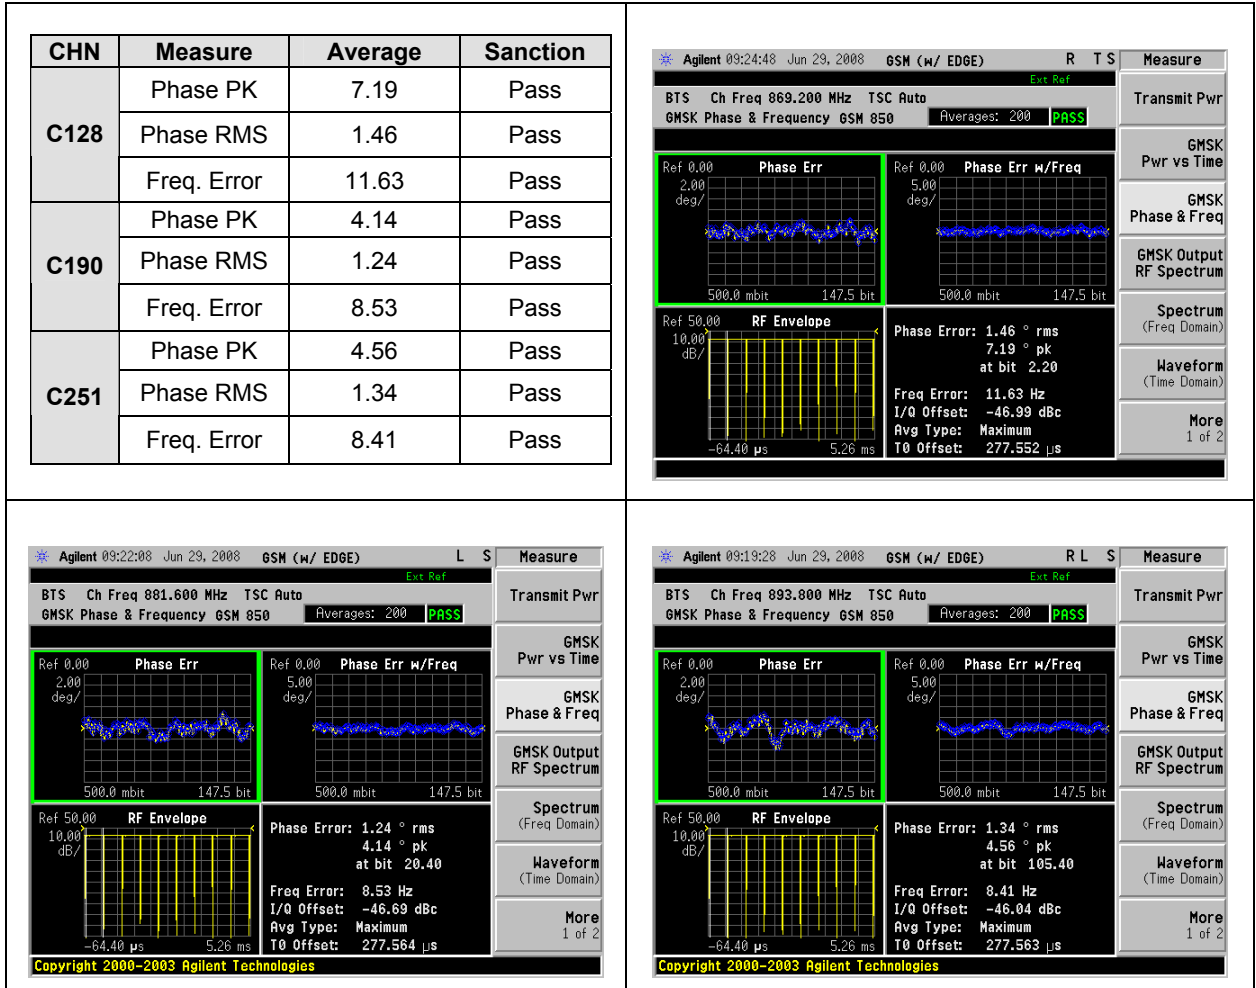 CHN Measure Average Sanction
C128 Phase PK 7.19 Pass
Phase RMS 1.46 Pass
Freq. Error 11.63 Pass
C190 Phase PK 4.14 Pass
Phase RMS 1.24 Pass
Freq. Error 8.53 Pass
C251 Phase PK 4.56 Pass
Phase RMS 1.34 Pass
Freq. Error 8.41 Pass
Agilent 09:24:48 Jun 29, 2008 GSM (w/ EDGE) R T S
Ext Ref
BTS Ch Freq 869.200 MHz TSC Auto
GMSK Phase & Frequency GSM 850 Averages: 200 PASS
Ref 0.00 Phase Err
2.00
deg/
500.0 mbit 147.5 bit
Ref 0.00 Phase Err w/Freq
5.00
deg/
500.0 mbit 147.5 bit
Ref 50.00 RF Envelope
10.00
dB/
-64.40 µs 5.26 ms
Phase Error: 1.46 ° rms
7.19 ° pk
at bit 2.20
Freq Error: 11.63 Hz
I/Q Offset: -46.99 dBc
Avg Type: Maximum
T0 Offset: 277.552 µs
Measure
Transmit Pwr
GMSK
Pwr vs Time
GMSK
Phase & Freq
GMSK Output
RF Spectrum
Spectrum
(Freq Domain)
Waveform
(Time Domain)
More
1 of 2
Agilent 09:22:08 Jun 29, 2008 GSM (w/ EDGE) L S
Ext Ref
BTS Ch Freq 881.600 MHz TSC Auto
GMSK Phase & Frequency GSM 850 Averages: 200 PASS
Ref 0.00 Phase Err
2.00
deg/
500.0 mbit 147.5 bit
Ref 0.00 Phase Err w/Freq
5.00
deg/
500.0 mbit 147.5 bit
Ref 50.00 RF Envelope
10.00
dB/
-64.40 µs 5.26 ms
Phase Error: 1.24 ° rms
4.14 ° pk
at bit 20.40
Freq Error: 8.53 Hz
I/Q Offset: -46.69 dBc
Avg Type: Maximum
T0 Offset: 277.564 µs
Copyright 2000-2003 Agilent Technologies
Measure
Transmit Pwr
GMSK
Pwr vs Time
GMSK
Phase & Freq
GMSK Output
RF Spectrum
Spectrum
(Freq Domain)
Waveform
(Time Domain)
More
1 of 2
Agilent 09:19:28 Jun 29, 2008 GSM (w/ EDGE) R L S
Ext Ref
BTS Ch Freq 893.800 MHz TSC Auto
GMSK Phase & Frequency GSM 850 Averages: 200 PASS
Ref 0.00 Phase Err
2.00
deg/
500.0 mbit 147.5 bit
Ref 0.00 Phase Err w/Freq
5.00
deg/
500.0 mbit 147.5 bit
Ref 50.00 RF Envelope
10.00
dB/
-64.40 µs 5.26 ms
Phase Error: 1.34 ° rms
4.56 ° pk
at bit 105.40
Freq Error: 8.41 Hz
I/Q Offset: -46.04 dBc
Avg Type: Maximum
T0 Offset: 277.563 µs
Copyright 2000-2003 Agilent Technologies
Measure
Transmit Pwr
GMSK
Pwr vs Time
GMSK
Phase & Freq
GMSK Output
RF Spectrum
Spectrum
(Freq Domain)
Waveform
(Time Domain)
More
1 of 2